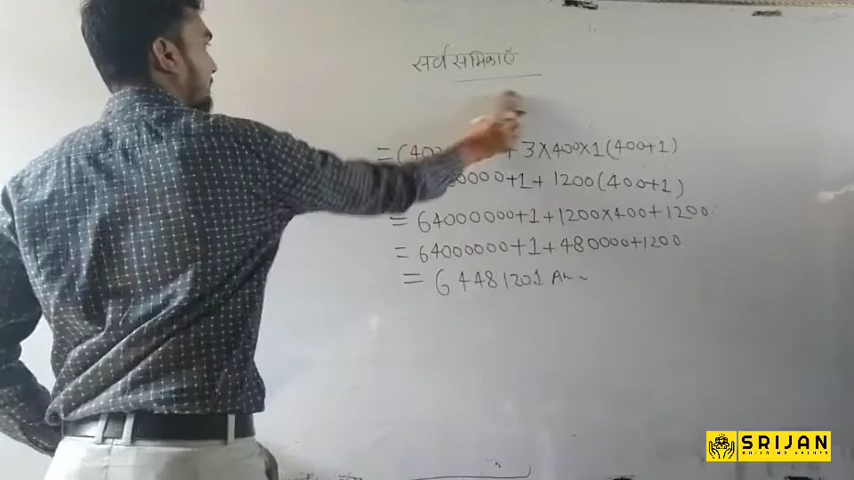 सर्वसमिकाएँ
= (40 + 3×400×1(400+1)
0000+1+1200(400+1)
= 64000000+1+1200×400+1200
= 64000000+1+480000+1200
= 64481201 An
SRIJAN